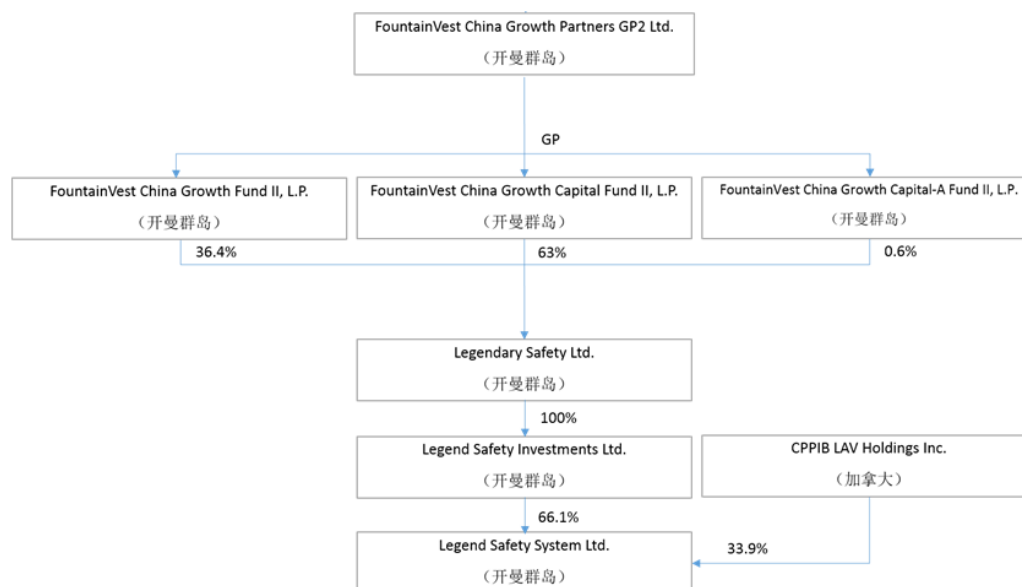 FountainVest China Growth Partners GP2 Ltd.
（开曼群岛）
GP
FountainVest China Growth Fund II, L.P.
（开曼群岛）
FountainVest China Growth Capital Fund II, L.P.
（开曼群岛）
FountainVest China Growth Capital-A Fund II, L.P.
（开曼群岛）
36.4%
63%
0.6%
Legendary Safety Ltd.
（开曼群岛）
100%
Legend Safety Investments Ltd.
（开曼群岛）
CPPIB LAV Holdings Inc.
（加拿大）
66.1%
Legend Safety System Ltd.
（开曼群岛）
33.9%